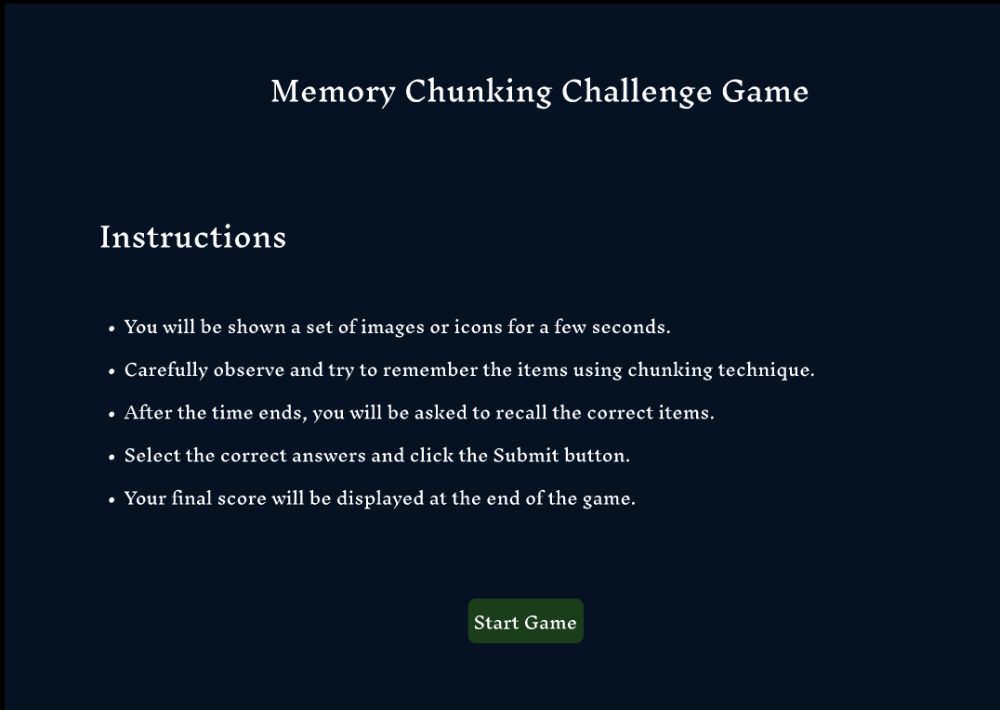 Memory Chunking Challenge Game
Instructions
• You will be shown a set of images or icons for a few seconds.
• Carefully observe and try to remember the items using chunking technique.
• After the time ends, you will be asked to recall the correct items.
• Select the correct answers and click the Submit button.
• Your final score will be displayed at the end of the game.
Start Game